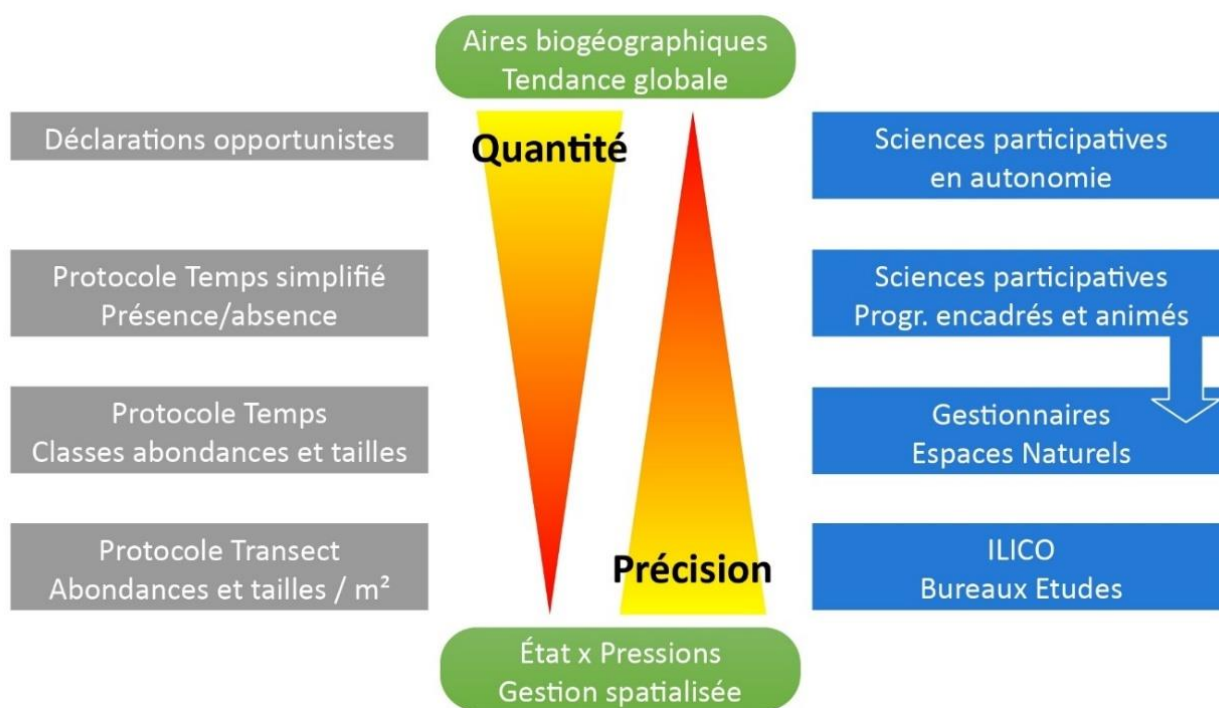 Aires biogéographiques
Tendance globale
Déclarations opportunistes
Quantité
Sciences participatives
en autonomie
Protocole Temps simplifié
Présence/absence
Sciences participatives
Progr. encadrés et animés
Protocole Temps
Classes abondances et tailles
Gestionnaires
Espaces Naturels
Protocole Transect
Abondances et tailles / m²
Précision
ILICO
Bureaux Etudes
État x Pressions
Gestion spatialisée